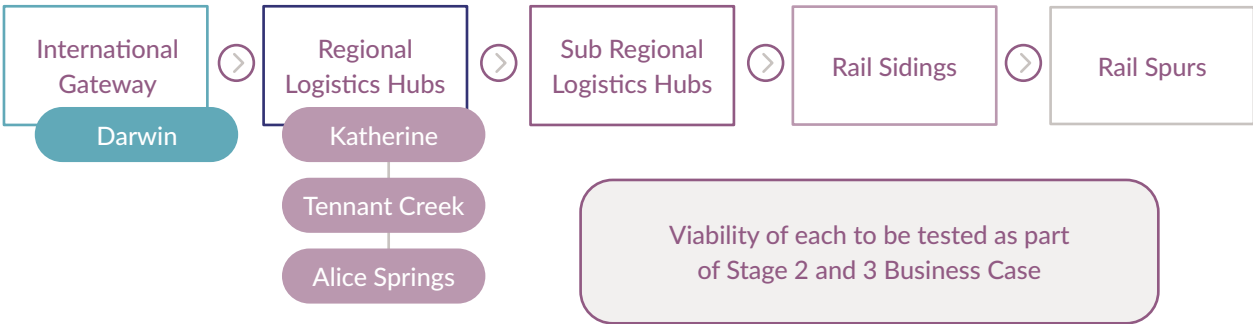 International
Gateway
Darwin
Regional
Logistics Hubs
Katherine
Tennant Creek
Alice Springs
Sub Regional
Logistics Hubs
Rail Sidings
Rail Spurs
Viability of each to be tested as part
of Stage 2 and 3 Business Case